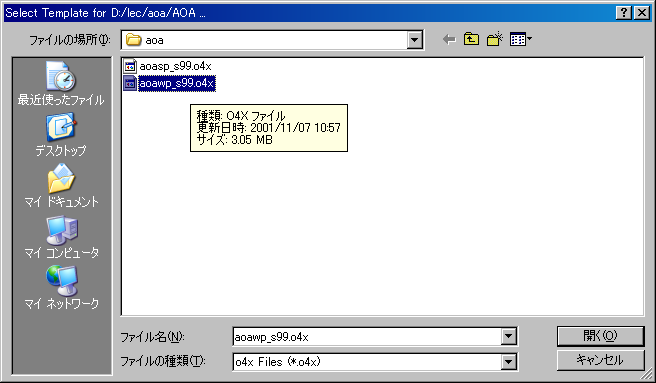 Select Template for D:/lec/aoa/AOA ...
ファイルの場所(I):
aoa
最近使ったファイル
デスクトップ
マイ ドキュメント
マイ コンピュータ
マイ ネットワーク
aoasp_s99.o4x
aoawp_s99.o4x
種類: O4X ファイル
更新日時: 2001/11/07 10:57
サイズ: 3.05 MB
ファイル名(N):
aoawp_s99.o4x
開く(O)
ファイルの種類(T):
o4x Files (*.o4x)
キャンセル